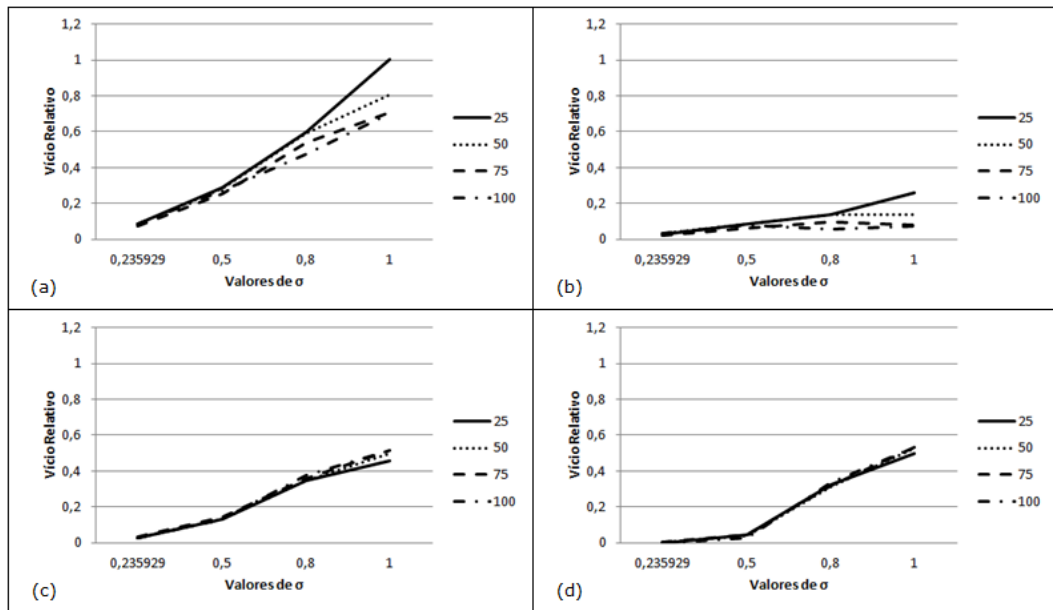 1,2
1
0,8
0,6
0,4
0,2
0
Vício Relativo
0,235929 0,5 0,8 1
Valores de σ
25
50
75
100
(a)
1,2
1
0,8
0,6
0,4
0,2
0
Vício Relativo
0,235929 0,5 0,8 1
Valores de σ
25
50
75
100
(b)
1,2
1
0,8
0,6
0,4
0,2
0
Vício Relativo
0,235929 0,5 0,8 1
Valores de σ
25
50
75
100
(c)
1,2
1
0,8
0,6
0,4
0,2
0
Vício Relativo
0,235929 0,5 0,8 1
Valores de σ
25
50
75
100
(d)